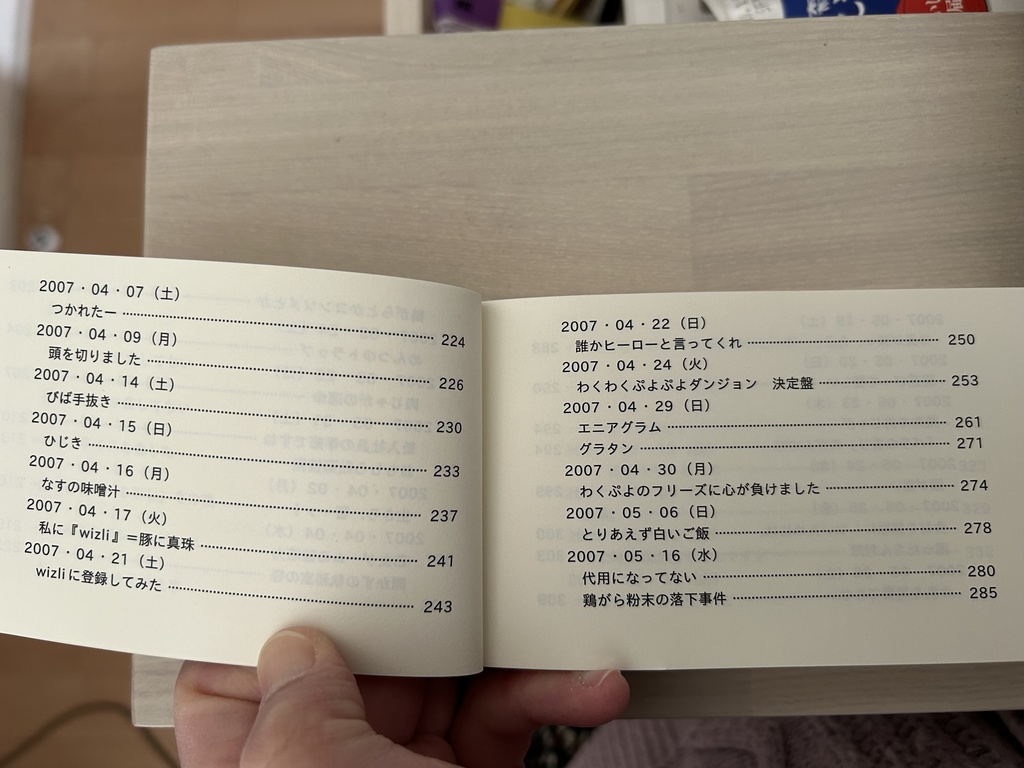 2007・04・07（土）
つかれたー 224
2007・04・09（月）
頭を切りました 226
2007・04・14（土）
びば手抜き 230
2007・04・15（日）
ひじき 233
2007・04・16（月）
なすの味噌汁 237
2007・04・17（火）
私に『wizli』＝豚に真珠 241
2007・04・21（土）
wizliに登録してみた 243
2007・04・22（日）
誰かヒーローと言ってくれ 250
2007・04・24（火）
わくわくぷよぷよダンジョン　決定盤 253
2007・04・29（日）
エニアグラム 261
グラタン 271
2007・04・30（月）
わくぷよのフリーズに心が負けました 274
2007・05・06（日）
とりあえず白いご飯 278
2007・05・16（水）
代用になってない 280
鶏がら粉末の落下事件 285